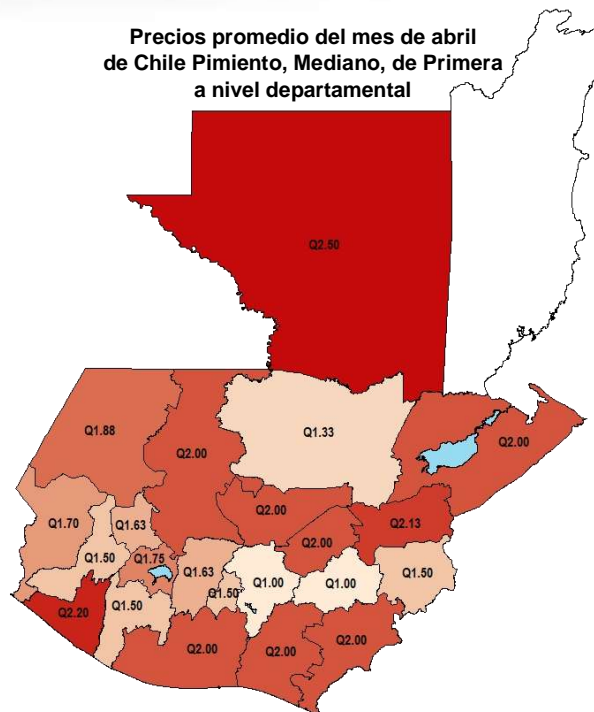 Precios promedio del mes de abril
de Chile Pimiento, Mediano, de Primera
a nivel departamental
Q2.50
Q1.88
Q2.00
Q1.33
Q2.00
Q1.70
Q1.63
Q2.00
Q2.13
Q2.00
Q1.50
Q1.75
Q1.63
Q1.50
Q1.00
Q1.00
Q1.50
Q2.20
Q1.50
Q2.00
Q2.00
Q2.00